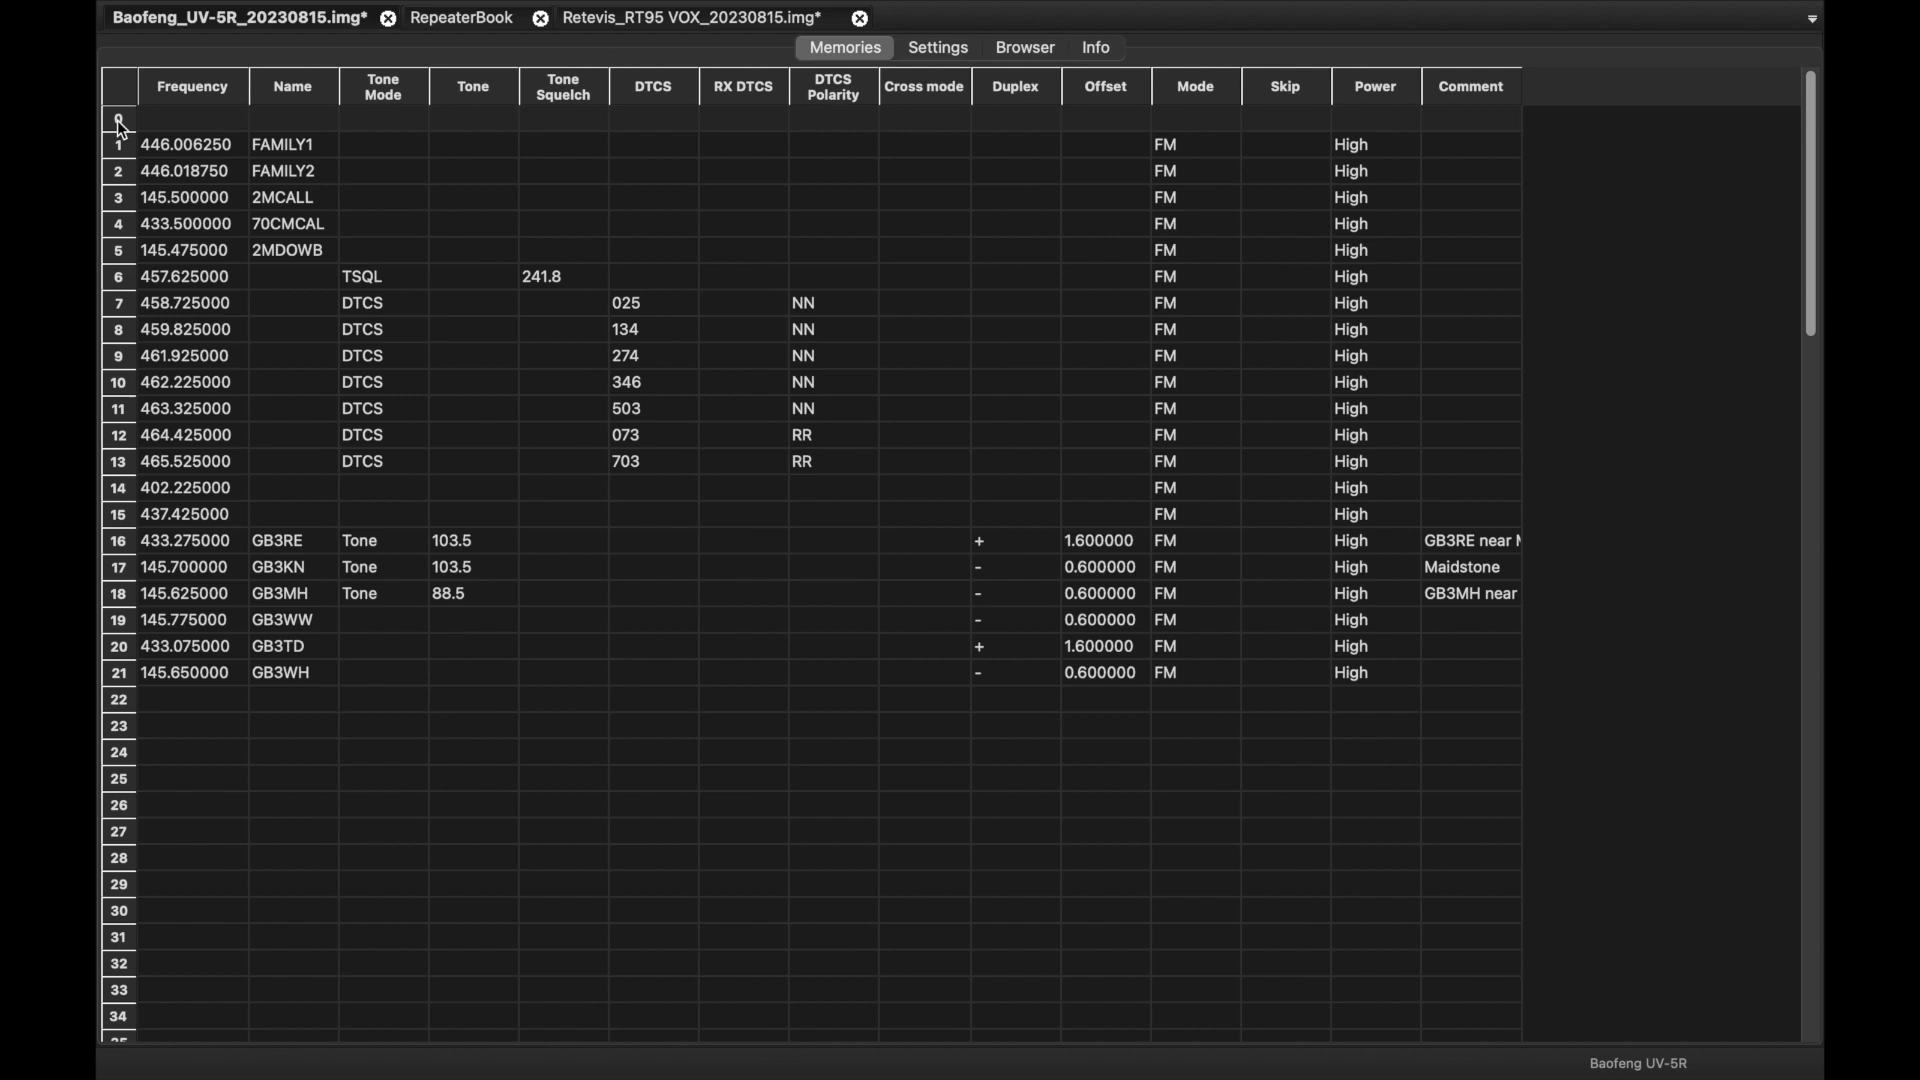 Baofeng_UV-5R_20230815.img* RepeaterBook Retevis_RT95 VOX_20230815.img*
Memories Settings Browser Info
Frequency Name Tone Mode Tone Tone Squelch DTCS RX DTCS DTCS Polarity Cross mode Duplex Offset Mode Skip Power Comment
0
1 446.006250 FAMILY1 FM High
2 446.018750 FAMILY2 FM High
3 145.500000 2MCALL FM High
4 433.500000 70CMCAL FM High
5 145.475000 2MDOWB FM High
6 457.625000 TSQL 241.8 FM High
7 458.725000 DTCS 025 NN FM High
8 459.825000 DTCS 134 NN FM High
9 461.925000 DTCS 274 NN FM High
10 462.225000 DTCS 346 NN FM High
11 463.325000 DTCS 503 NN FM High
12 464.425000 DTCS 073 RR FM High
13 465.525000 DTCS 703 RR FM High
14 402.225000 FM High
15 437.425000 FM High
16 433.275000 GB3RE Tone 103.5 + 1.600000 FM High GB3RE near
17 145.700000 GB3KN Tone 103.5 - 0.600000 FM High Maidstone
18 145.625000 GB3MH Tone 88.5 - 0.600000 FM High GB3MH near
19 145.775000 GB3WW - 0.600000 FM High
20 433.075000 GB3TD + 1.600000 FM High
21 145.650000 GB3WH - 0.600000 FM High
22
23
24
25
26
27
28
29
30
31
32
33
34
Baofeng UV-5R